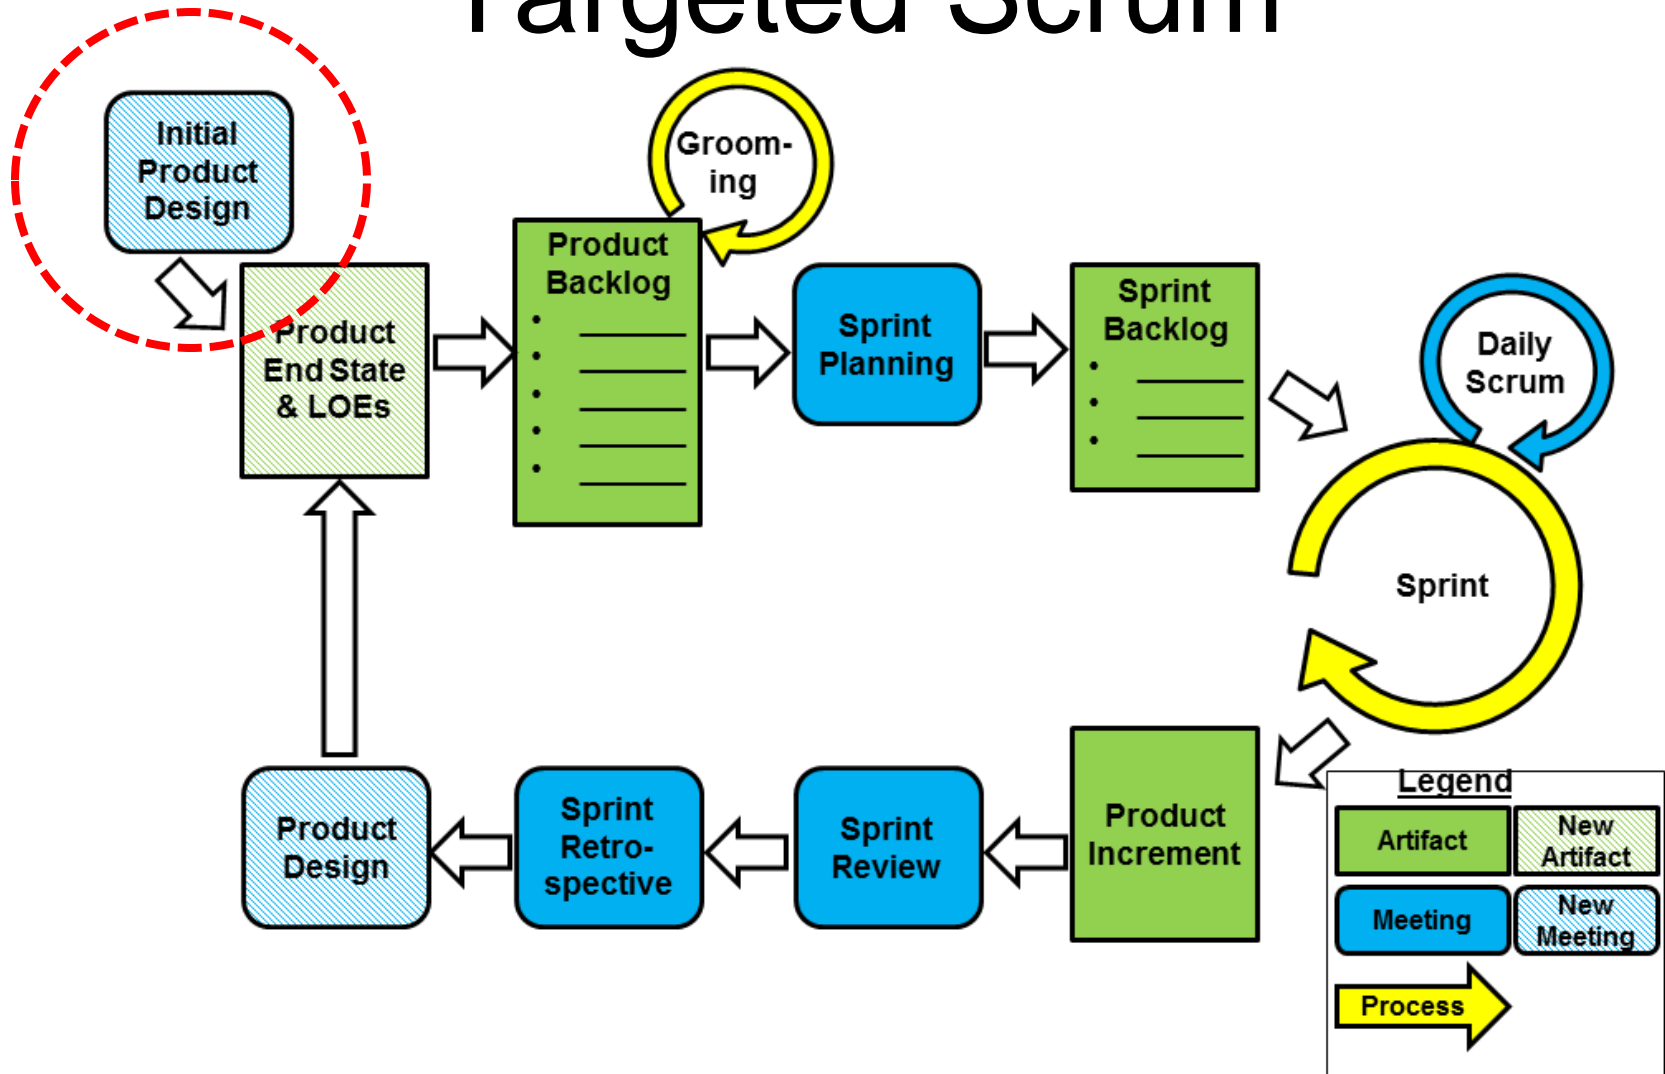 Targeted Scrum
Initial
Product
Design
Groom-
ing
Product
End State
& LOEs
Product
Backlog
Sprint
Planning
Sprint
Backlog
Daily
Scrum
Sprint
Product
Increment
Sprint
Review
Sprint
Retro-
spective
Product
Design
Legend
Artifact
New
Artifact
Meeting
New
Meeting
Process